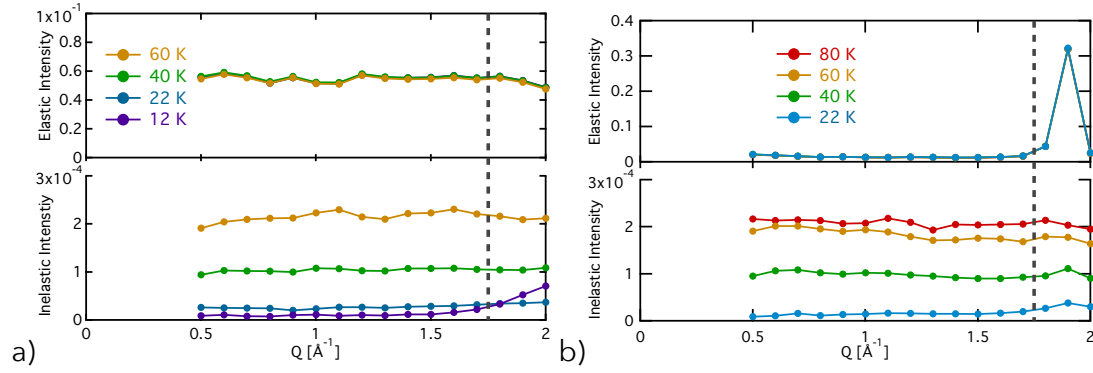 a)
Elastic Intensity
1x10⁻¹
0.8
0.6
0.4
0.2
0
60 K
40 K
22 K
12 K
Inelastic Intenstiy
3x10⁻⁴
2
1
0
0
0.5
1
1.5
2
Q [Å⁻¹]
b)
Elastic Intensity
0.4
0.3
0.2
0.1
0
80 K
60 K
40 K
22 K
Inelastic Intensity
3x10⁻⁴
2
1
0
0
0.5
1
1.5
2
Q [Å⁻¹]